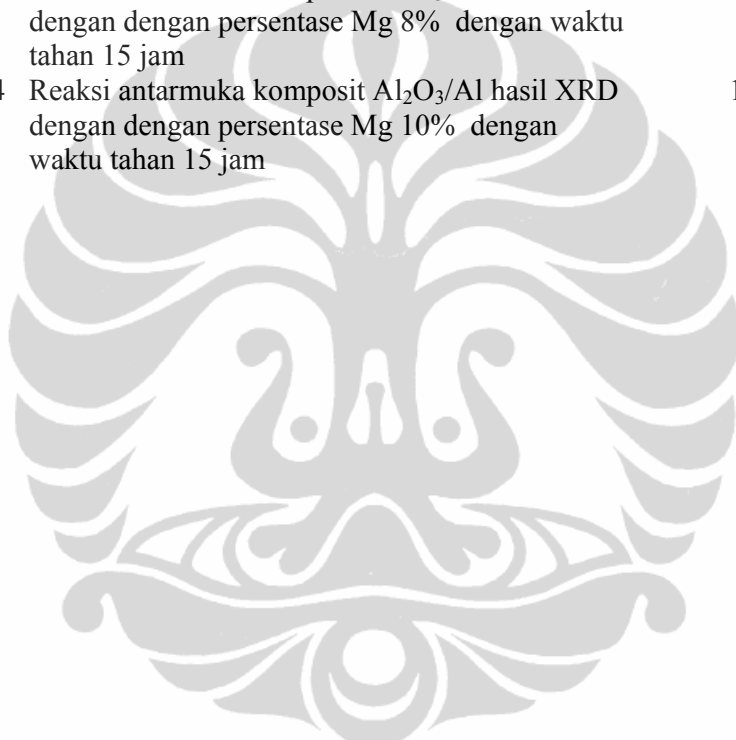 dengan dengan persentase Mg 8% dengan waktu
tahan 15 jam
4 Reaksi antarmuka komposit Al₂O₃/Al hasil XRD 1
dengan dengan persentase Mg 10% dengan
waktu tahan 15 jam